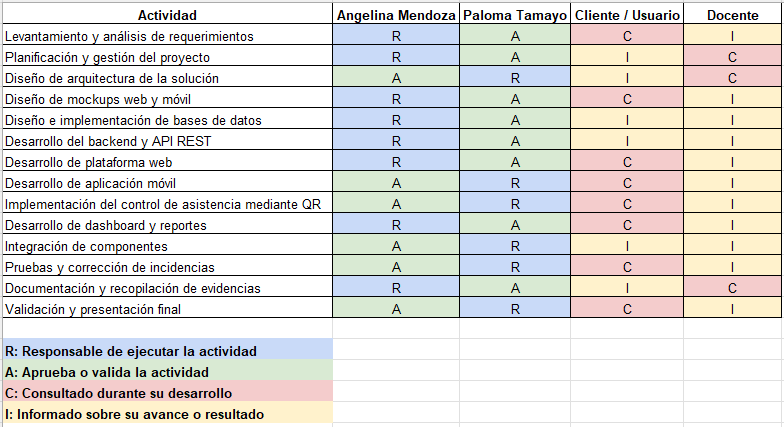 Actividad Angelina Mendoza Paloma Tamayo Cliente / Usuario Docente
Levantamiento y análisis de requerimientos R A C I
Planificación y gestión del proyecto R A I C
Diseño de arquitectura de la solución A R I C
Diseño de mockups web y móvil R A C I
Diseño e implementación de bases de datos R A I I
Desarrollo del backend y API REST R A I I
Desarrollo de plataforma web R A C I
Desarrollo de aplicación móvil A R C I
Implementación del control de asistencia mediante QR A R C I
Desarrollo de dashboard y reportes R A C I
Integración de componentes A R I I
Pruebas y corrección de incidencias A R C I
Documentación y recopilación de evidencias R A I C
Validación y presentación final A R C I
R: Responsable de ejecutar la actividad
A: Aprueba o valida la actividad
C: Consultado durante su desarrollo
I: Informado sobre su avance o resultado